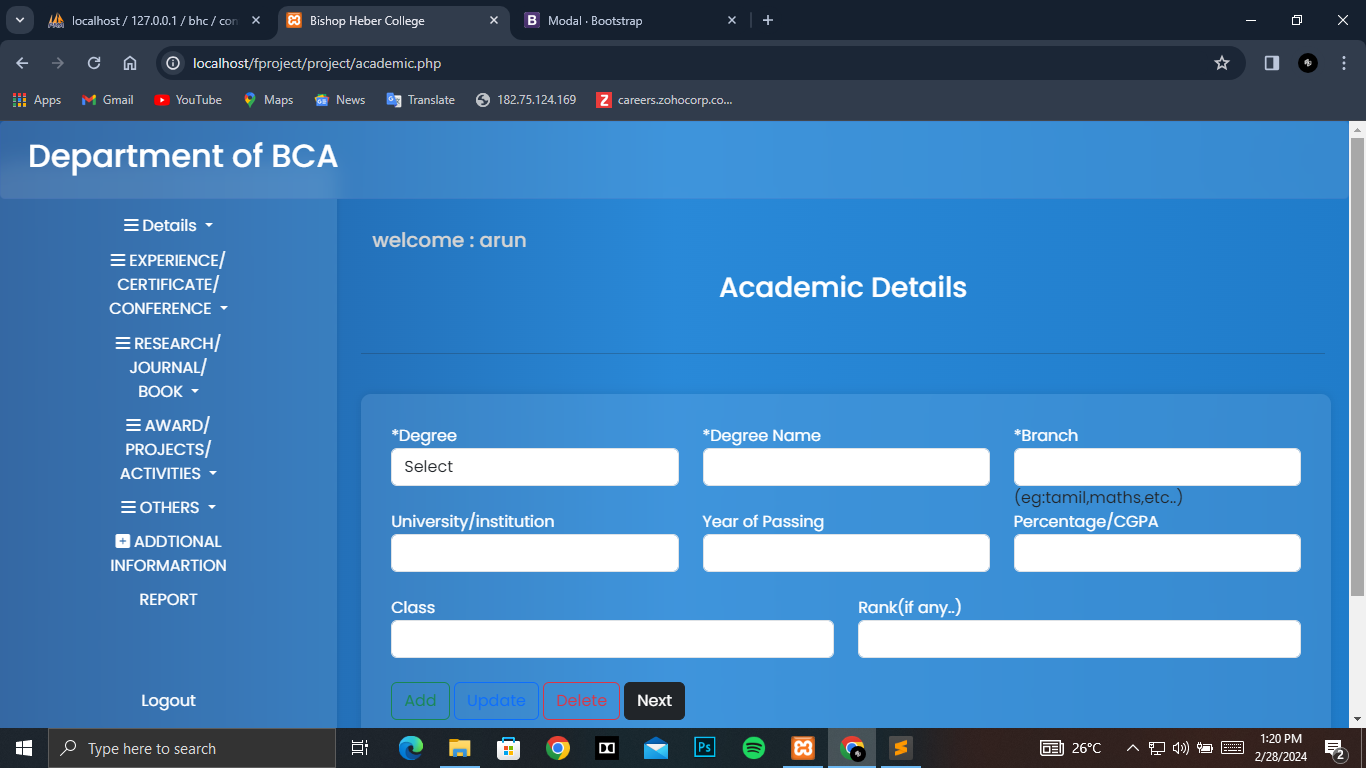 localhost / 127.0.0.1 / bhc / con
Bishop Heber College
Modal · Bootstrap
localhost/fproject/project/academic.php
Apps
Gmail
YouTube
Maps
News
Translate
182.75.124.169
careers.zohocorp.co...
Department of BCA
Details
EXPERIENCE/
CERTIFICATE/
CONFERENCE
RESEARCH/
JOURNAL/
BOOK
AWARD/
PROJECTS/
ACTIVITIES
OTHERS
ADDTIONAL
INFORMARTION
REPORT
Logout
welcome : arun
Academic Details
*Degree *Degree Name *Branch
Select
(eg:tamil,maths,etc..)
University/institution Year of Passing Percentage/CGPA
Class Rank(if any..)
Add Update Delete Next
Type here to search
26°C
1:20 PM
2/28/2024
2